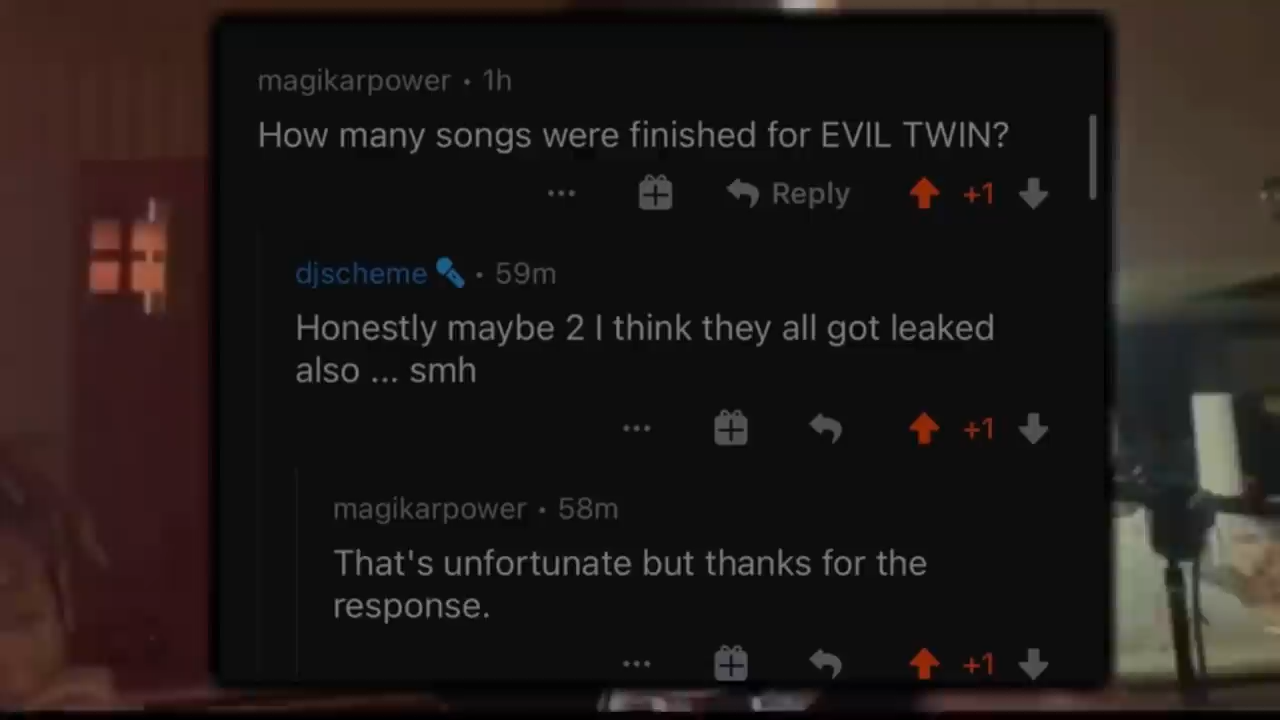 magikarpower • 1h
How many songs were finished for EVIL TWIN?
... Reply +1
djscheme • 59m
Honestly maybe 2 I think they all got leaked
also ... smh
... +1
magikarpower • 58m
That's unfortunate but thanks for the
response.
... +1